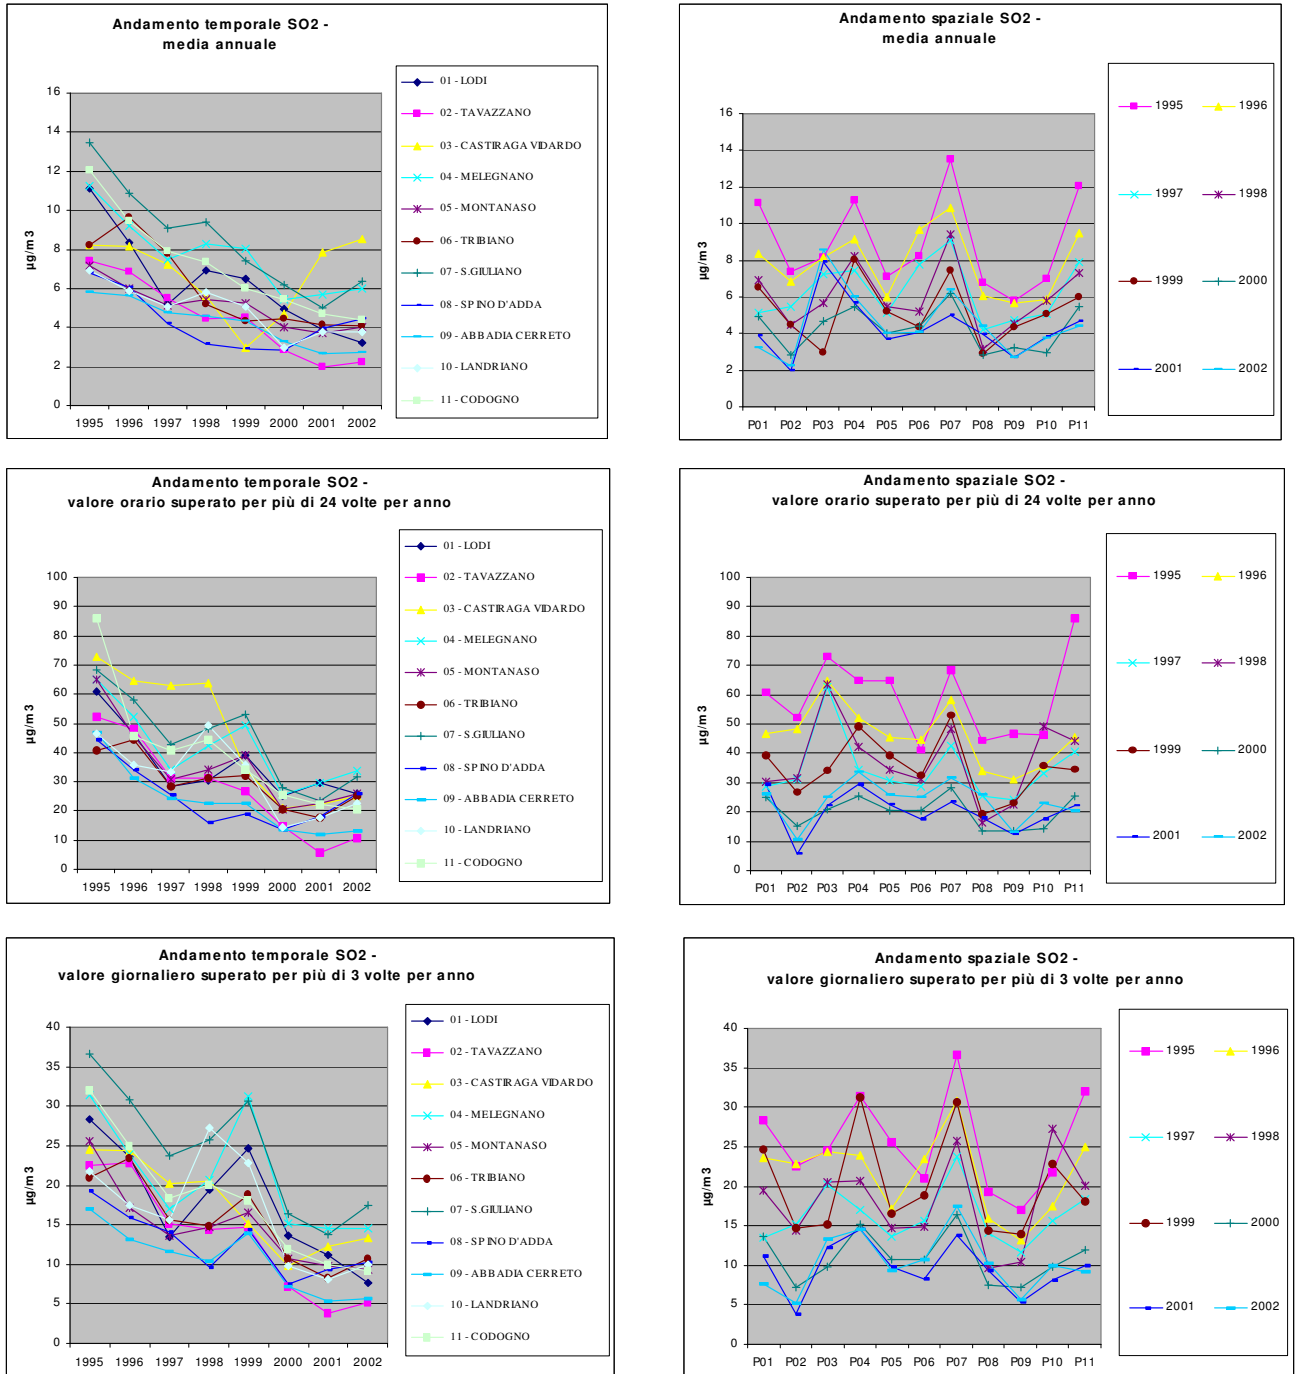 Andamento temporale SO2 -
media annuale
µg/m3
16
14
12
10
8
6
4
2
0
1995 1996 1997 1998 1999 2000 2001 2002
01 - LODI
02 - TAVAZZANO
03 - CASTIRAGA VIDARDO
04 - MELEGNANO
05 - MONTANASO
06 - TRIBIANO
07 - S.GIULIANO
08 - SPINO D'ADDA
09 - ABBADIA CERRETO
10 - LANDRIANO
11 - CODOGNO
Andamento spaziale SO2 -
media annuale
µg/m3
16
14
12
10
8
6
4
2
0
P01 P02 P03 P04 P05 P06 P07 P08 P09 P10 P11
1995 1996
1997 1998
1999 2000
2001 2002
Andamento temporale SO2 -
valore orario superato per più di 24 volte per anno
µg/m3
100
90
80
70
60
50
40
30
20
10
0
1995 1996 1997 1998 1999 2000 2001 2002
01 - LODI
02 - TAVAZZANO
03 - CASTIRAGA VIDARDO
04 - MELEGNANO
05 - MONTANASO
06 - TRIBIANO
07 - S.GIULIANO
08 - SPINO D'ADDA
09 - ABBADIA CERRETO
10 - LANDRIANO
11 - CODOGNO
Andamento spaziale SO2 -
valore orario superato per più di 24 volte per anno
µg/m3
100
90
80
70
60
50
40
30
20
10
0
P01 P02 P03 P04 P05 P06 P07 P08 P09 P10 P11
1995 1996
1997 1998
1999 2000
2001 2002
Andamento temporale SO2 -
valore giornaliero superato per più di 3 volte per anno
µg/m3
40
35
30
25
20
15
10
5
0
1995 1996 1997 1998 1999 2000 2001 2002
01 - LODI
02 - TAVAZZANO
03 - CASTIRAGA VIDARDO
04 - MELEGNANO
05 - MONTANASO
06 - TRIBIANO
07 - S.GIULIANO
08 - SPINO D'ADDA
09 - ABBADIA CERRETO
10 - LANDRIANO
11 - CODOGNO
Andamento spaziale SO2 -
valore giornaliero superato per più di 3 volte per anno
µg/m3
40
35
30
25
20
15
10
5
0
P01 P02 P03 P04 P05 P06 P07 P08 P09 P10 P11
1995 1996
1997 1998
1999 2000
2001 2002